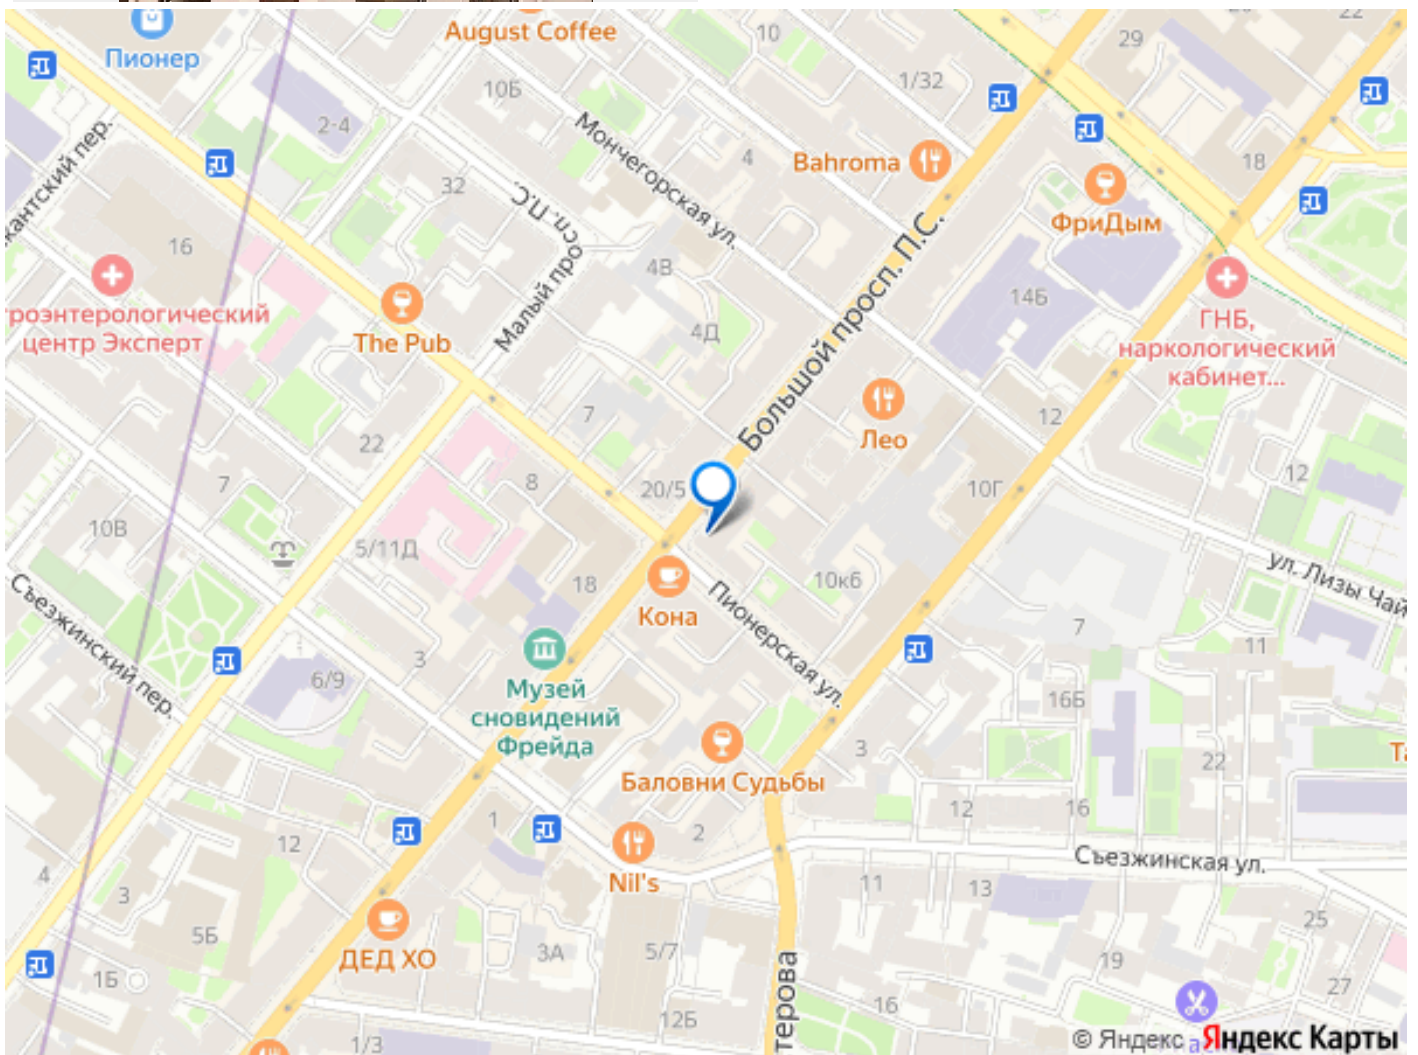 August Coffee
10
29
22
Пионер
10Б
1/32
2-4
Мончегорская ул.
4
Bahroma
18
кантский пер.
32
ФриДым
16
Малый просп. П.С.
4В
Большой просп. П.С.
14Б
роэнтерологический
центр Эксперт
The Pub
4Д
ГНБ,
наркологический
кабинет...
7
Лео
12
22
12
7
8
20/5
10Г
10В
5/11Д
18
10к6
ул. Лизы Чай
Съезжинский пер.
Кона
Пионерская ул.
7
11
3
6/9
Музей
сновидений
Фрейда
16Б
3
22
Баловни Судьбы
12
16
1
2
12
Nil's
Съезжинская ул.
4
3
11
13
5Б
ДЕД ХО
3А
5/7
25
19
1Б
27
терова
16
12Б
1/3
© Яндекс Яндекс Карты